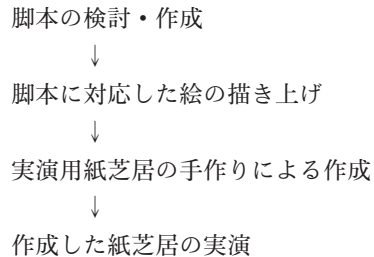 脚本の検討・作成
↓
脚本に対応した絵の描き上げ
↓
実演用紙芝居の手作りによる作成
↓
作成した紙芝居の実演